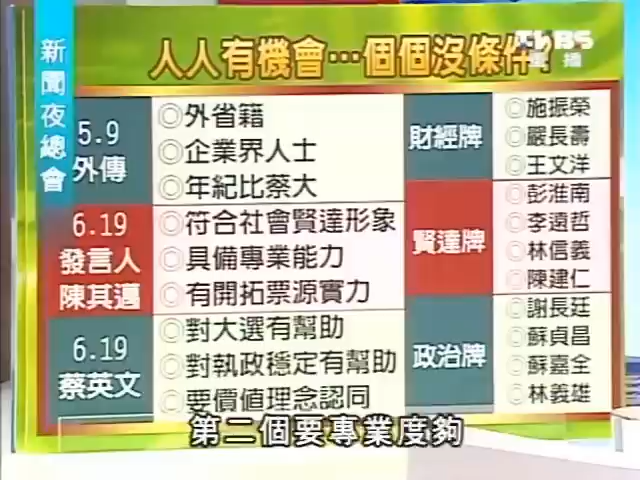 新聞夜總會
TVBS
重播
人人有機會…個個沒條件?
5.9
外傳
◎外省籍
◎企業界人士
◎年紀比蔡大
6.19
發言人
陳其邁
◎符合社會賢達形象
◎具備專業能力
◎有開拓票源實力
6.19
蔡英文
◎對大選有幫助
◎對執政穩定有幫助
◎要價值理念認同
財經牌
◎施振榮
◎嚴長壽
◎王文洋
賢達牌
◎彭淮南
◎李遠哲
◎林信義
◎陳建仁
政治牌
◎謝長廷
◎蘇貞昌
◎蘇嘉全
◎林義雄
第二個要專業度夠